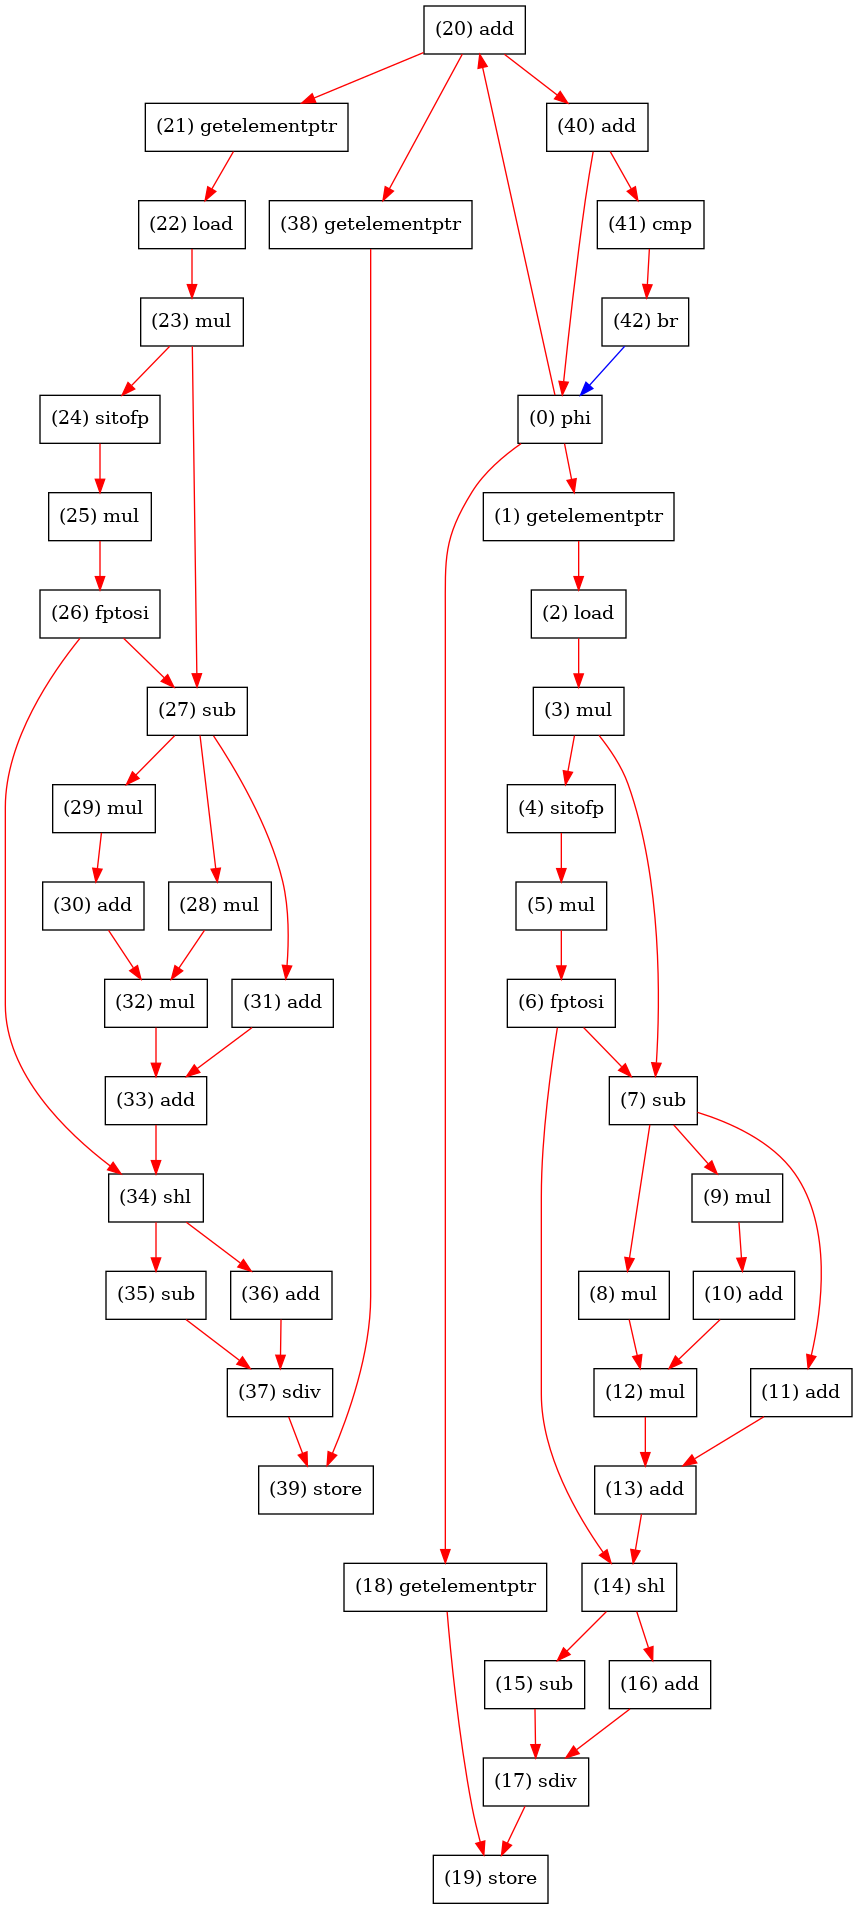 (20) add
(21) getelementptr
(40) add
(22) load
(38) getelementptr
(41) cmp
(23) mul
(42) br
(24) sitofp
(0) phi
(25) mul
(1) getelementptr
(26) fptosi
(2) load
(27) sub
(3) mul
(29) mul
(4) sitofp
(30) add
(28) mul
(5) mul
(32) mul
(31) add
(6) fptosi
(33) add
(7) sub
(34) shl
(9) mul
(35) sub
(36) add
(8) mul
(10) add
(37) sdiv
(12) mul
(11) add
(39) store
(13) add
(18) getelementptr
(14) shl
(15) sub
(16) add
(17) sdiv
(19) store